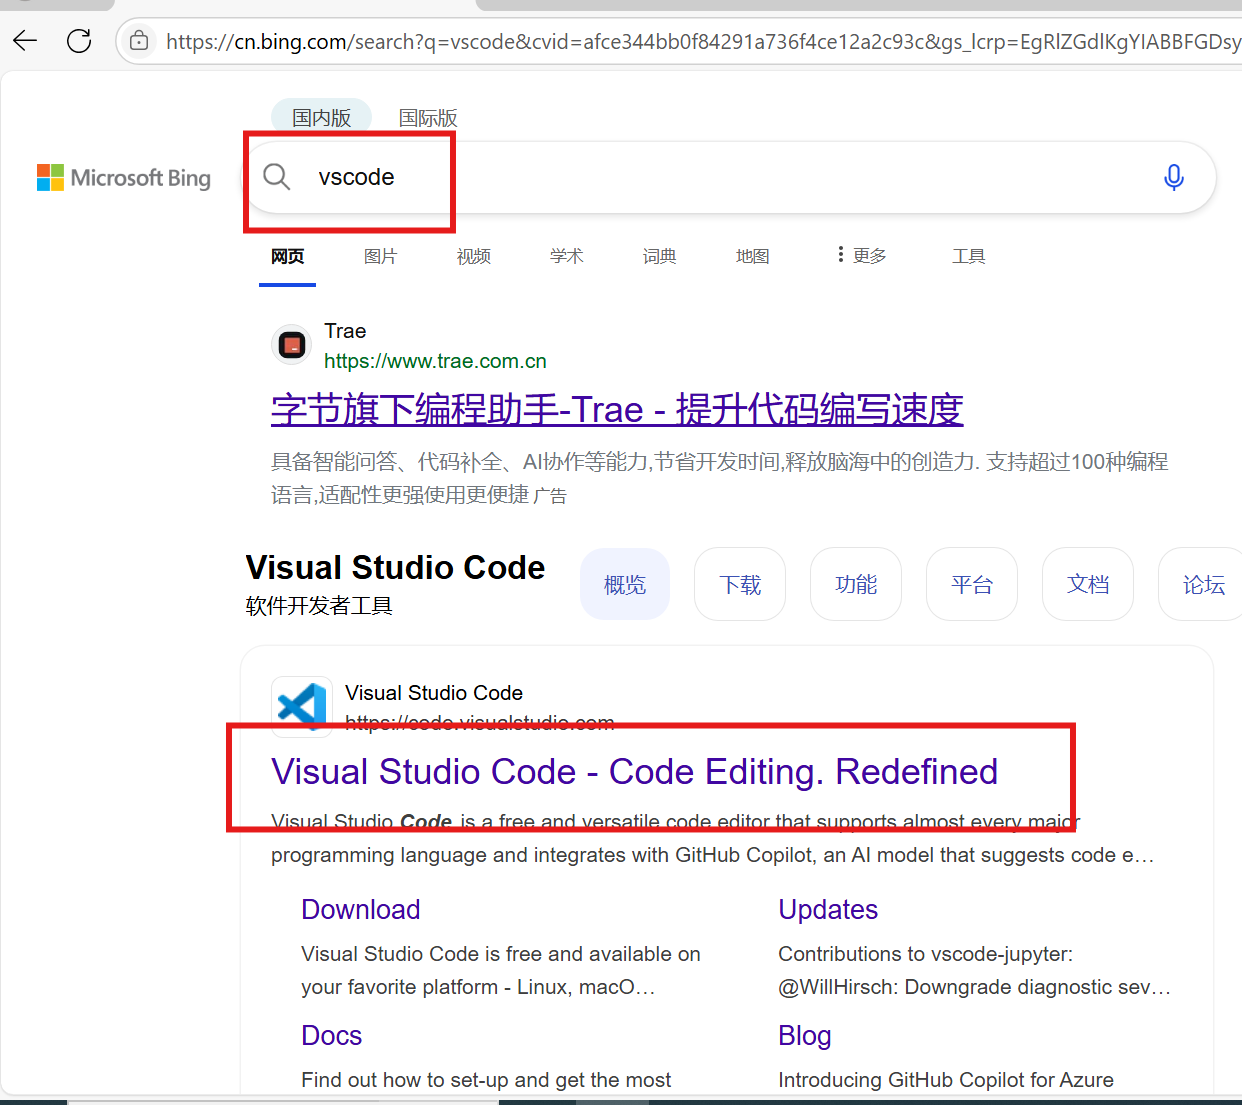 https://cn.bing.com/search?q=vscode&cvid=afce344bb0f84291a736f4ce12a2c93c&gs_lcrp=EgRlZGdlKgYIABBFGDsy
国内版 国际版
Microsoft Bing
vscode
网页 图片 视频 学术 词典 地图 更多 工具
Trae
https://www.trae.com.cn
字节旗下编程助手-Trae - 提升代码编写速度
具备智能问答、代码补全、AI协作等能力,节省开发时间,释放脑海中的创造力. 支持超过100种编程
语言,适配性更强使用更便捷 广告
Visual Studio Code
软件开发者工具
概览 下载 功能 平台 文档 论坛
Visual Studio Code
https://code.visualstudio.com
Visual Studio Code - Code Editing. Redefined
Visual Studio Code is a free and versatile code editor that supports almost every major
programming language and integrates with GitHub Copilot, an AI model that suggests code e…
Download
Visual Studio Code is free and available on
your favorite platform - Linux, macO…
Updates
Contributions to vscode-jupyter:
@WillHirsch: Downgrade diagnostic sev…
Docs
Find out how to set-up and get the most
Blog
Introducing GitHub Copilot for Azure